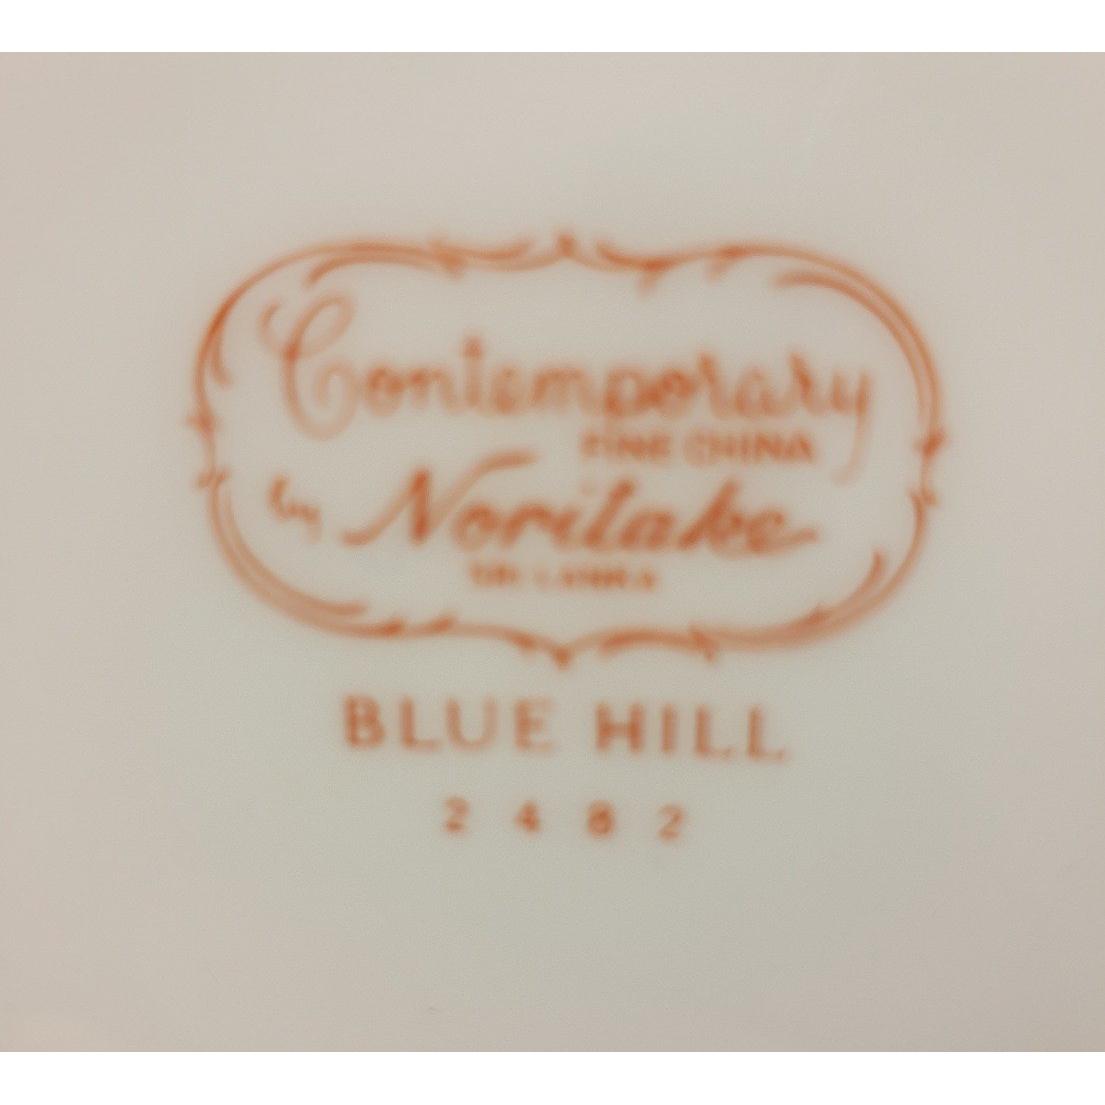 Contemporary
FINE CHINA
by Noritake
SRI LANKA
BLUE HILL
2482